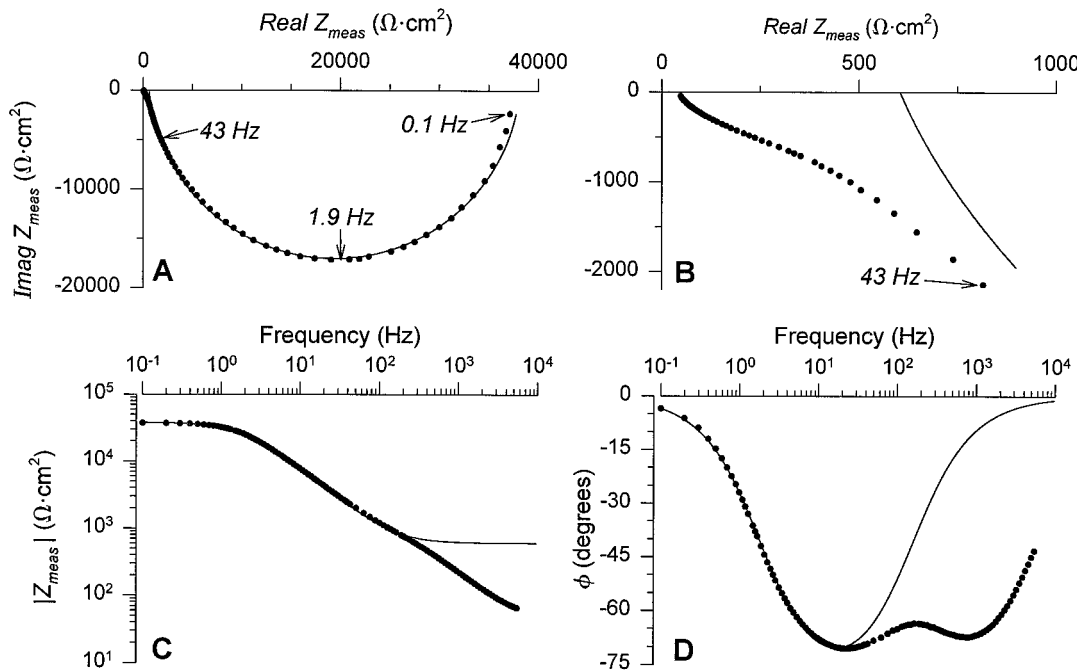 Real Z_meas (Ω·cm²)
0 20000 40000
Imag Z_meas (Ω·cm²)
0
-10000
-20000
43 Hz
0.1 Hz
1.9 Hz
A
Real Z_meas (Ω·cm²)
0 500 1000
0
-1000
-2000
43 Hz
B
Frequency (Hz)
10⁻¹ 10⁰ 10¹ 10² 10³ 10⁴
|Z_meas| (Ω·cm²)
10⁵
10⁴
10³
10²
10¹
C
Frequency (Hz)
10⁻¹ 10⁰ 10¹ 10² 10³ 10⁴
ϕ (degrees)
0
-15
-30
-45
-60
-75
D